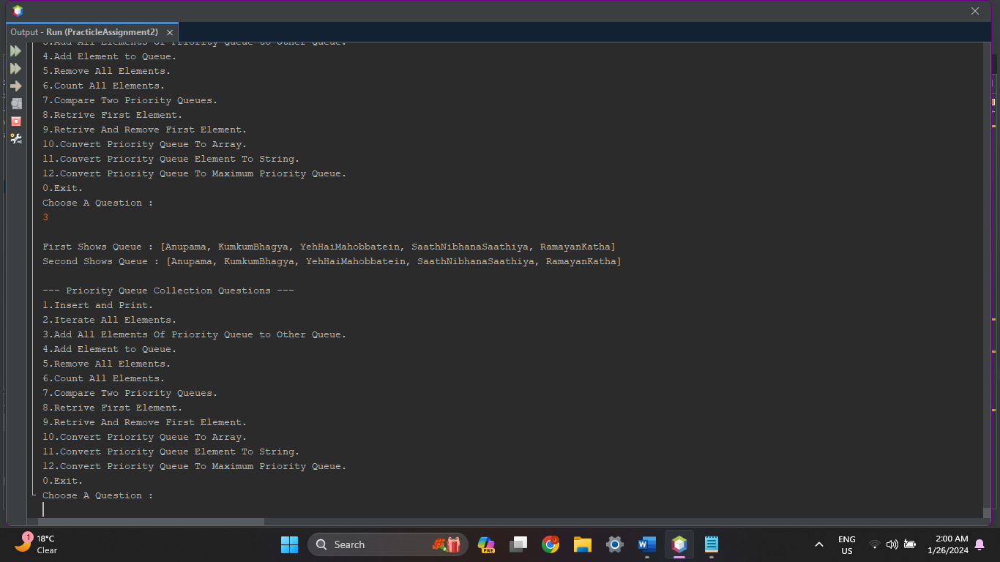 Output - Run (PracticleAssignment2)
3.Add All Elements Of Priority Queue to Other Queue.
4.Add Element to Queue.
5.Remove All Elements.
6.Count All Elements.
7.Compare Two Priority Queues.
8.Retrive First Element.
9.Retrive And Remove First Element.
10.Convert Priority Queue To Array.
11.Convert Priority Queue Element To String.
12.Convert Priority Queue To Maximum Priority Queue.
0.Exit.
Choose A Question :
3
First Shows Queue : [Anupama, KumkumBhagya, YehHaiMahobbatein, SaathNibhanaSaathiya, RamayanKatha]
Second Shows Queue : [Anupama, KumkumBhagya, YehHaiMahobbatein, SaathNibhanaSaathiya, RamayanKatha]
--- Priority Queue Collection Questions ---
1.Insert and Print.
2.Iterate All Elements.
3.Add All Elements Of Priority Queue to Other Queue.
4.Add Element to Queue.
5.Remove All Elements.
6.Count All Elements.
7.Compare Two Priority Queues.
8.Retrive First Element.
9.Retrive And Remove First Element.
10.Convert Priority Queue To Array.
11.Convert Priority Queue Element To String.
12.Convert Priority Queue To Maximum Priority Queue.
0.Exit.
Choose A Question :
1
18°C
Clear
Search
PRE
ENG
US
2:00 AM
1/26/2024